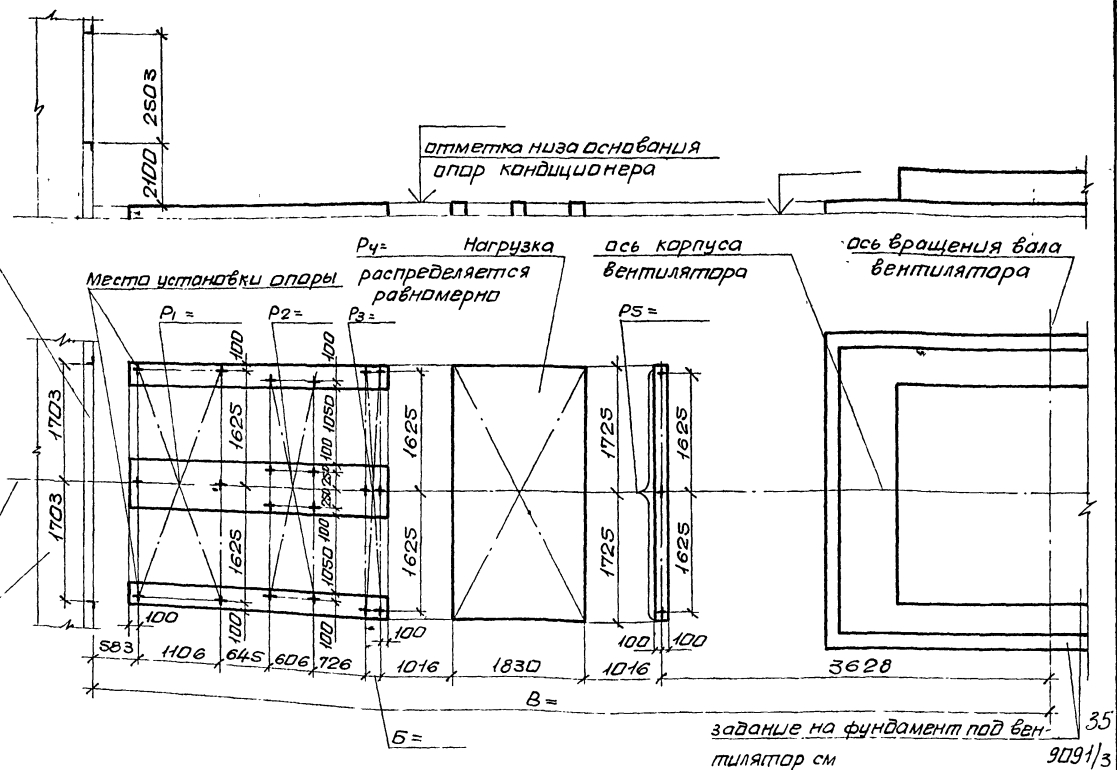 2503
2100
отметка низа основания
опор кондиционера
Место установки опоры
P1=
P2=
P3=
P4= Нагрузка
распределяется
равномерно
ось корпуса
вентилятора
ось вращения вала
вентилятора
P5=
1703
1703
100
1625
1625
100
100
1050
100
250
250
100
1050
100
1625
1625
1725
1725
1625
1625
100
100
100
100
583
1106
645
606
726
1016
1830
1016
3628
В=
Б=
задание на фундамент под вен-
тилятор см
35
9091/3